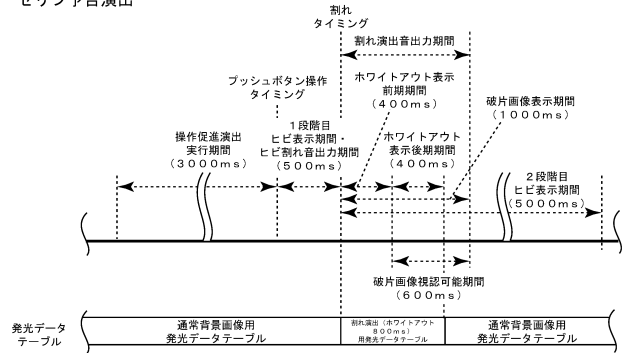 セリフ予告演出
割れ
タイミング
割れ演出音出力期間
プッシュボタン操作
タイミング
ホワイトアウト表示
前期期間
(400ms)
破片画像表示期間
(1000ms)
操作促進演出
実行期間
(3000ms)
1段階目
ヒビ表示期間・
ヒビ割れ音出力期間
(500ms)
ホワイトアウト
表示後期期間
(400ms)
2段階目
ヒビ表示期間
(5000ms)
破片画像視認可能期間
(600ms)
発光データ
テーブル
通常背景画像用
発光データテーブル
割れ演出(ホワイトアウト
800ms)
用発光データテーブル
通常背景画像用
発光データテーブル